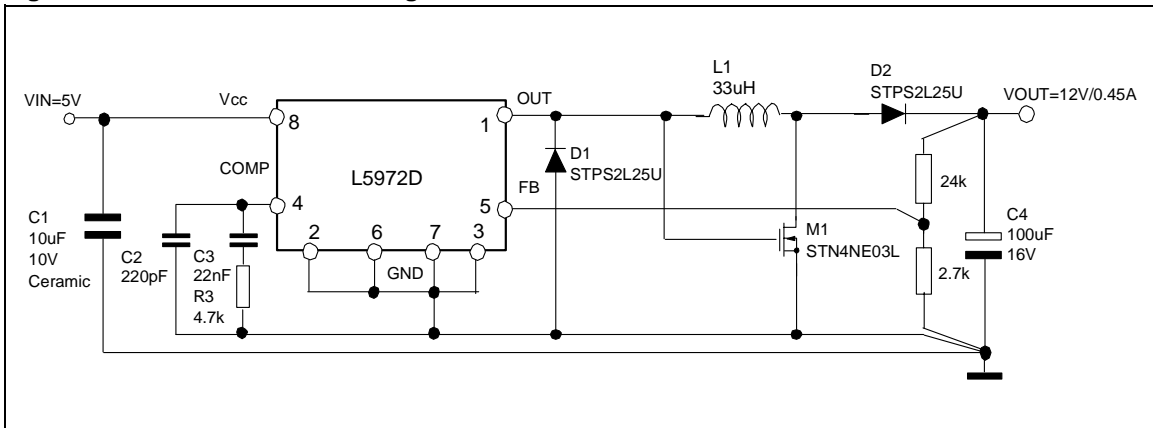 VIN=5V
Vcc
8
COMP
4
L5972D
OUT
1
FB
5
2
6
7
3
GND
C1
10uF
10V
Ceramic
C2
220pF
C3
22nF
R3
4.7k
D1
STPS2L25U
L1
33uH
M1
STN4NE03L
D2
STPS2L25U
VOUT=12V/0.45A
24k
2.7k
C4
100uF
16V